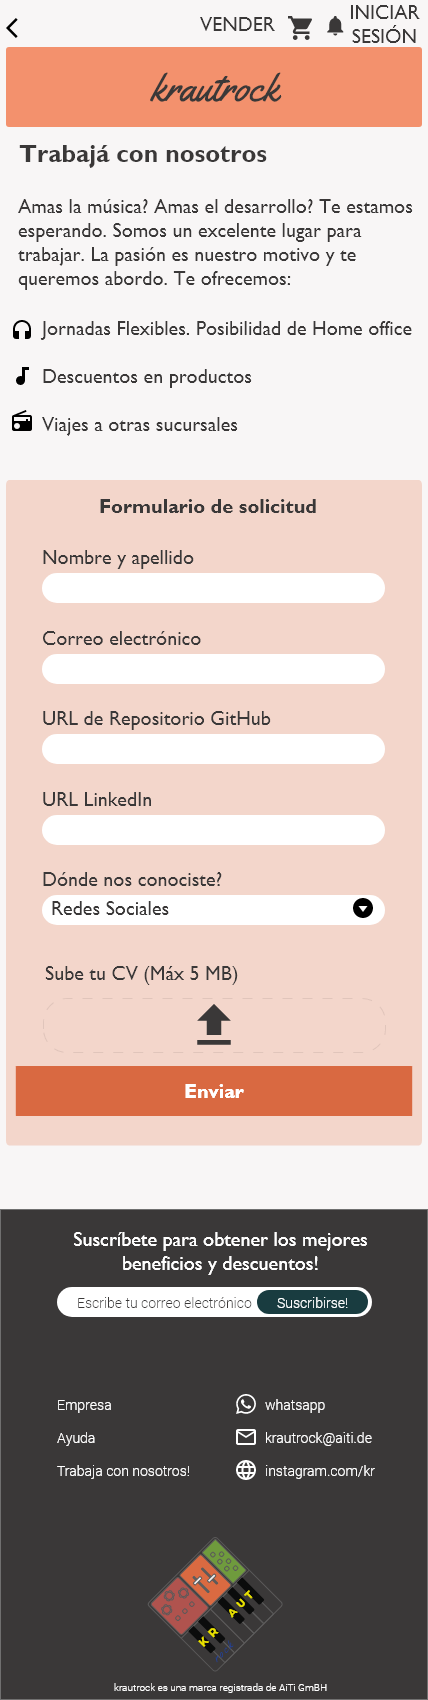 VENDER
INICIAR
SESIÓN
krautrock
Trabajá con nosotros
Amas la música? Amas el desarrollo? Te estamos
esperando. Somos un excelente lugar para
trabajar. La pasión es nuestro motivo y te
queremos abordo. Te ofrecemos:
Jornadas Flexibles. Posibilidad de Home office
Descuentos en productos
Viajes a otras sucursales
Formulario de solicitud
Nombre y apellido
Correo electrónico
URL de Repositorio GitHub
URL LinkedIn
Dónde nos conociste?
Redes Sociales
Sube tu CV (Máx 5 MB)
Enviar
Suscríbete para obtener los mejores
beneficios y descuentos!
Escribe tu correo electrónico
Suscribirse!
Empresa
whatsapp
Ayuda
krautrock@aiti.de
Trabaja con nosotros!
instagram.com/kr
KR AUT
krautrock es una marca registrada de AiTi GmBH